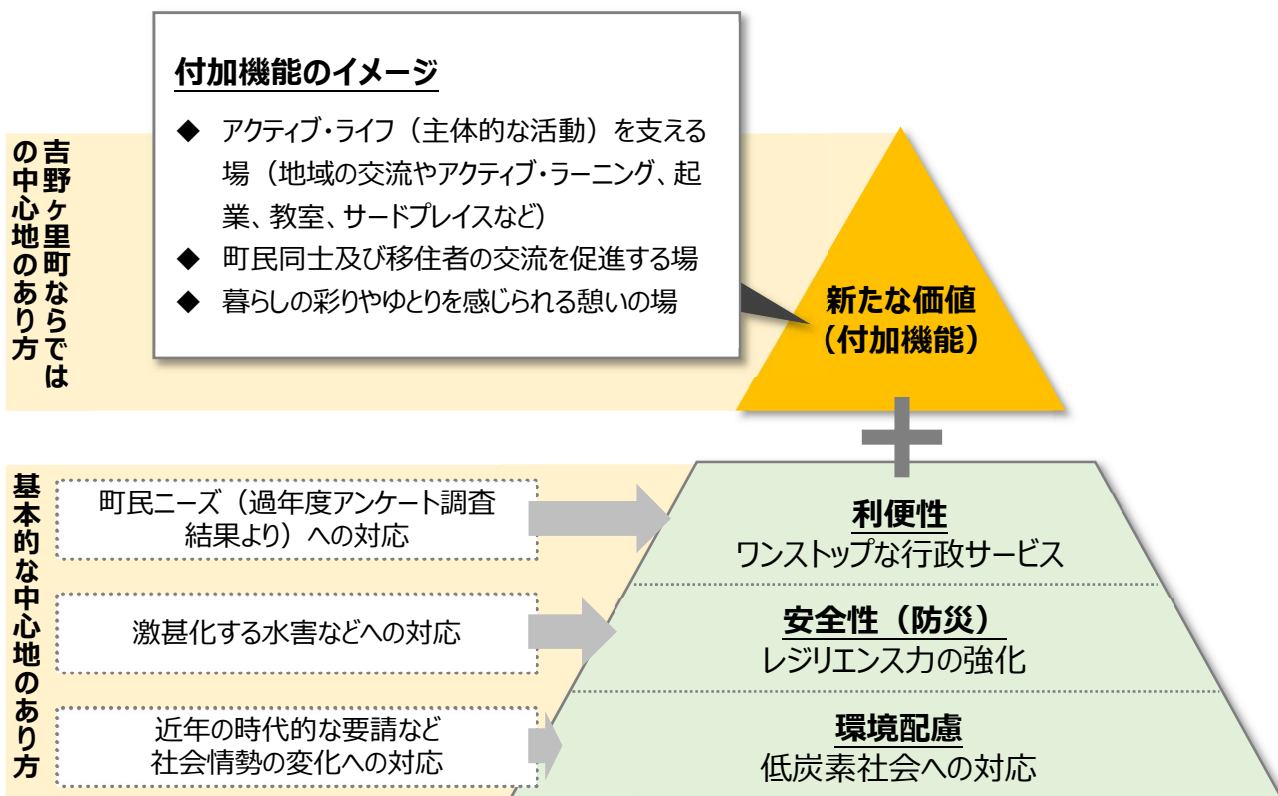 付加機能のイメージ
◆ アクティブ・ライフ（主体的な活動）を支える
場（地域の交流やアクティブ・ラーニング、起
業、教室、サードプレイスなど）
◆ 町民同士及び移住者の交流を促進する場
◆ 暮らしの彩りやゆとりを感じられる憩いの場
吉野ヶ里町ならでは
の中心地のあり方
新たな価値
（付加機能）
基本的な中心地のあり方
町民ニーズ（過年度アンケート調査
結果より）への対応
利便性
ワンストップな行政サービス
激甚化する水害などへの対応
安全性（防災）
レジリエンス力の強化
近年の時代的な要請など
社会情勢の変化への対応
環境配慮
低炭素社会への対応